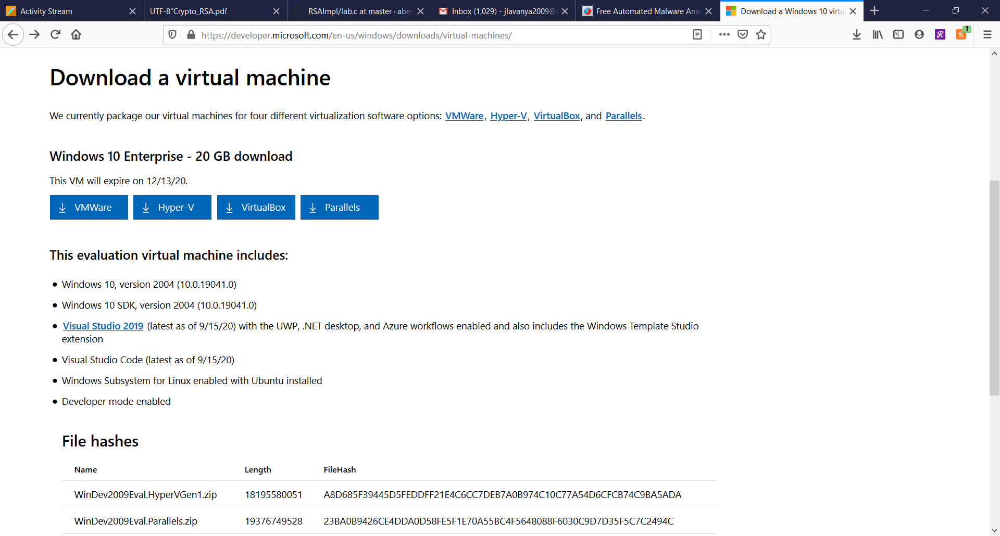 Activity Stream
UTF-8"Crypto_RSA.pdf
RSAImpl/lab.c at master · aber
Inbox (1,029) - jlavanya2009@
Free Automated Malware Ana
Download a Windows 10 virtu
https://developer.microsoft.com/en-us/windows/downloads/virtual-machines/
1
Download a virtual machine
We currently package our virtual machines for four different virtualization software options: VMWare, Hyper-V, VirtualBox, and Parallels.
Windows 10 Enterprise - 20 GB download
This VM will expire on 12/13/20.
VMWare
Hyper-V
VirtualBox
Parallels
This evaluation virtual machine includes:
• Windows 10, version 2004 (10.0.19041.0)
• Windows 10 SDK, version 2004 (10.0.19041.0)
• Visual Studio 2019 (latest as of 9/15/20) with the UWP, .NET desktop, and Azure workflows enabled and also includes the Windows Template Studio
extension
• Visual Studio Code (latest as of 9/15/20)
• Windows Subsystem for Linux enabled with Ubuntu installed
• Developer mode enabled
File hashes
Name Length FileHash
WinDev2009Eval.HyperVGen1.zip 18195580051 A8D685F39445D5FEDDFF21E4C6CC7DEB7A0B974C10C77A54D6CFCB74C9BA5ADA
WinDev2009Eval.Parallels.zip 19376749528 23BA0B9426CE4DDA0D58FE5F1E70A55BC4F5648088F6030C9D7D35F5C7C2494C